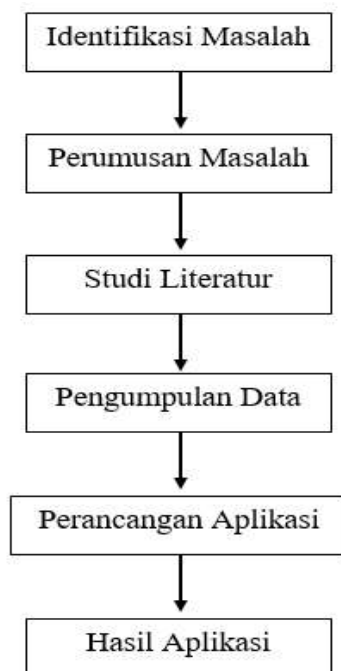 Identifikasi Masalah
Perumusan Masalah
Studi Literatur
Pengumpulan Data
Perancangan Aplikasi
Hasil Aplikasi